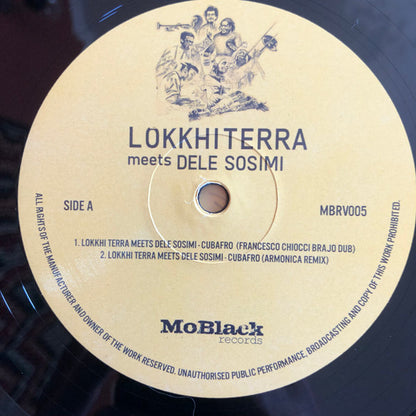 LOKKHITERRA
meets DELE SOSIMI
SIDE A
MBRV005
1. LOKKHI TERRA MEETS DELE SOSIMI - CUBAFRO (FRANCESCO CHIOCCI BRAJO DUB)
2. LOKKHI TERRA MEETS DELE SOSIMI - CUBAFRO (ARMONICA REMIX)
MoBlack
records
ALL RIGHTS OF THE MANUFACTURER AND OWNER OF THE WORK RESERVED. UNAUTHORISED PUBLIC PERFORMANCE, BROADCASTING AND COPY OF THIS WORK PROHIBITED.